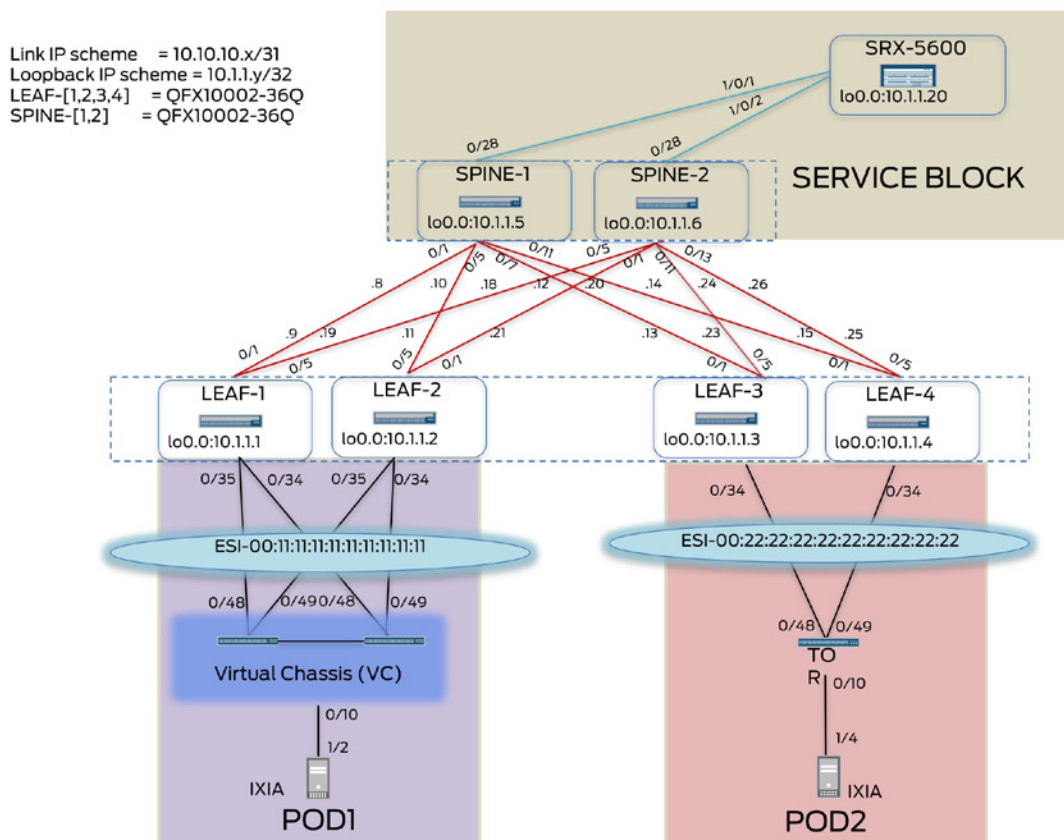 Link IP scheme = 10.10.10.x/31
Loopback IP scheme = 10.1.1.y/32
LEAF-[1,2,3,4] = QFX10002-36Q
SPINE-[1,2] = QFX10002-36Q
SRX-5600
lo0.0:10.1.1.20
1/0/1
1/0/2
0/28
0/28
SERVICE BLOCK
SPINE-1
lo0.0:10.1.1.5
SPINE-2
lo0.0:10.1.1.6
0/1
0/5
0/7
0/11
0/5
0/1
0/11
0/13
.8
.10
.18
.12
.20
.14
.24
.26
.9
.19
.11
.21
.13
.23
.15
.25
0/1
0/5
0/5
0/1
0/1
0/5
0/1
0/5
LEAF-1
lo0.0:10.1.1.1
LEAF-2
lo0.0:10.1.1.2
LEAF-3
lo0.0:10.1.1.3
LEAF-4
lo0.0:10.1.1.4
0/35
0/34
0/35
0/34
0/34
0/34
ESI-00:11:11:11:11:11:11:11:11:11
ESI-00:22:22:22:22:22:22:22:22:22
0/48
0/49
0/48
0/49
0/48
0/49
Virtual Chassis (VC)
TO
R
0/10
0/10
1/2
1/4
IXIA
IXIA
POD1
POD2